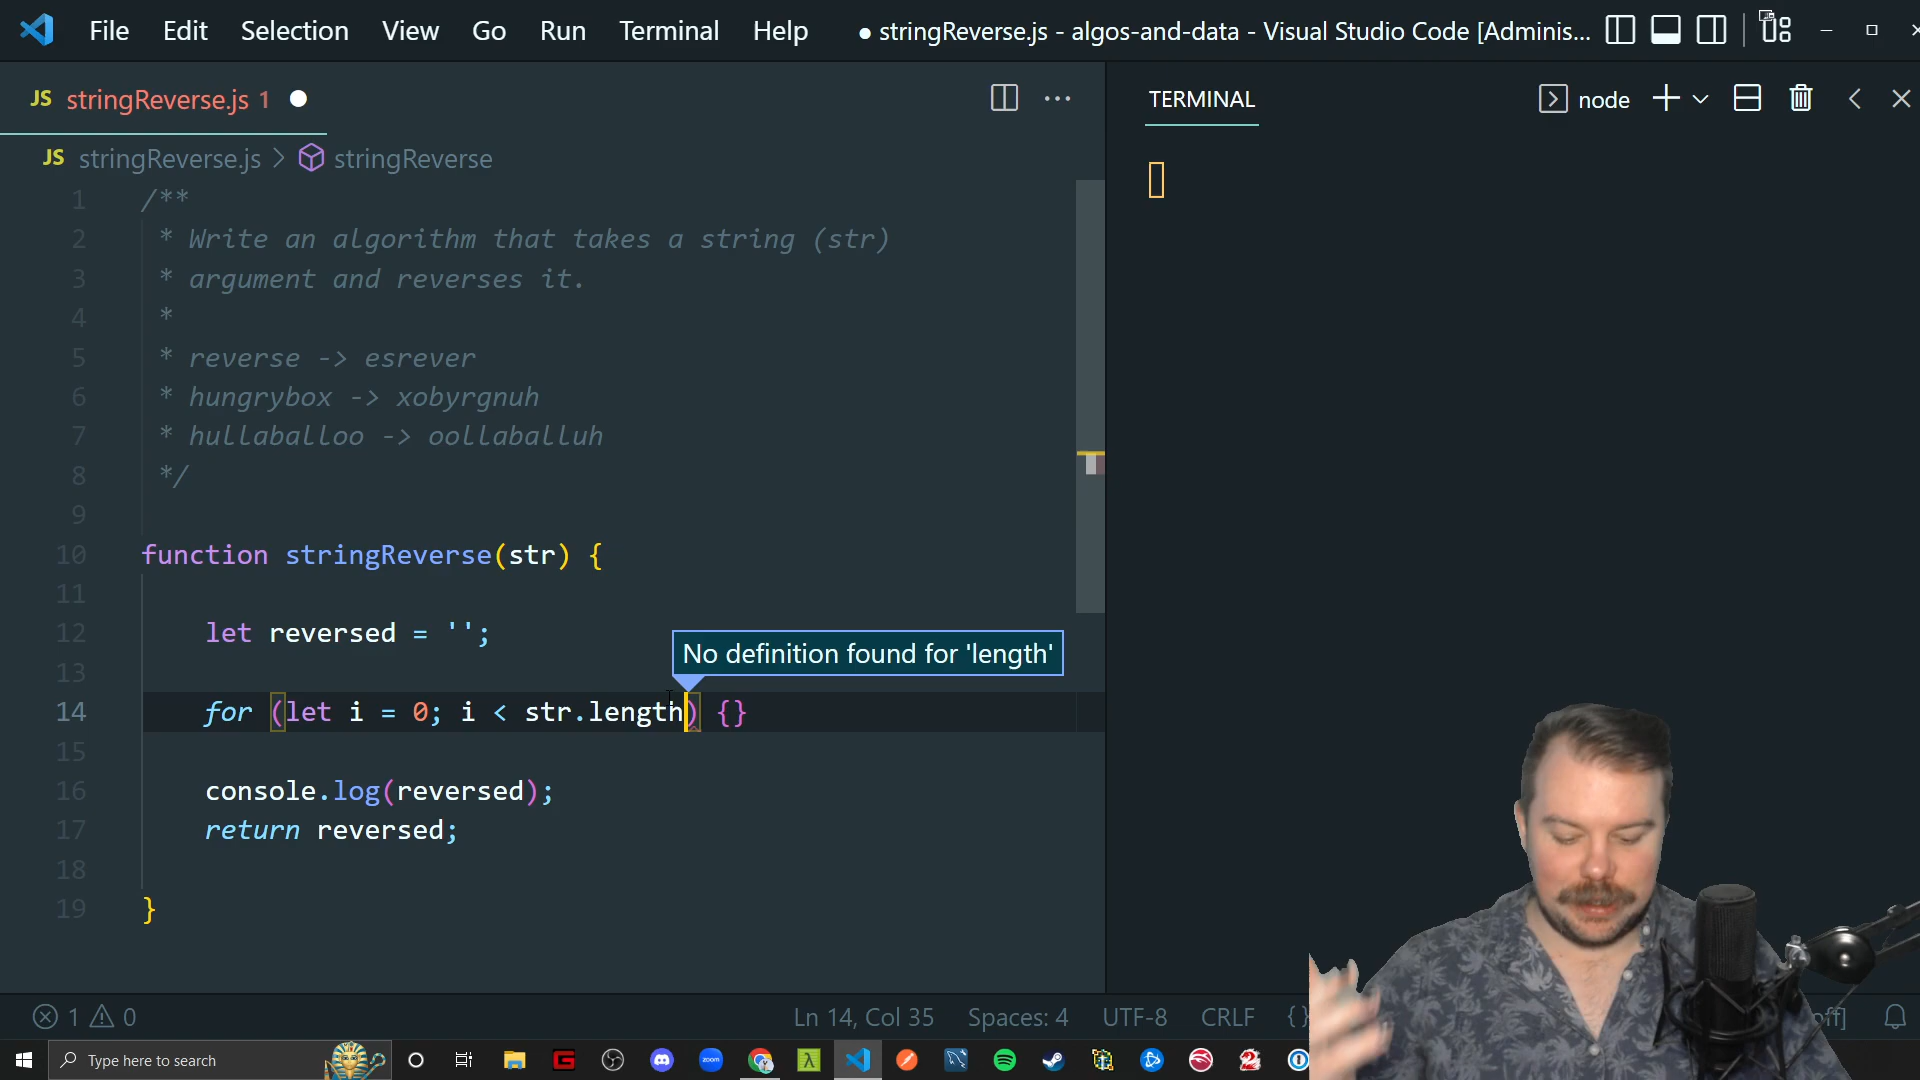 File Edit Selection View Go Run Terminal Help ● stringReverse.js - algos-and-data - Visual Studio Code [Adminis...
JS stringReverse.js 1 ●
JS stringReverse.js > stringReverse
1 /**
2 * Write an algorithm that takes a string (str)
3 * argument and reverses it.
4 *
5 * reverse -> esrever
6 * hungrybox -> xobyrgnuh
7 * hullaballoo -> oollaballuh
8 */
9
10 function stringReverse(str) {
11
12 let reversed = '';
13
No definition found for 'length'
14 for (let i = 0; i < str.length) {}
15
16 console.log(reversed);
17 return reversed;
18
19 }
TERMINAL
node
1 0
Ln 14, Col 35 Spaces: 4 UTF-8 CRLF {} off]
Type here to search
zoom